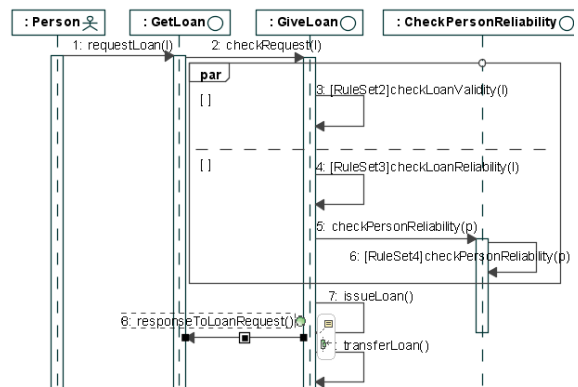 : Person
: GetLoan
: GiveLoan
: CheckPersonReliability
1: requestLoan(l)
2: checkRequest(l)
par
[ ]
3: [RuleSet2]checkLoanValidity(l)
[ ]
4: [RuleSet3]checkLoanReliability(l)
5: checkPersonReliability(p)
6: [RuleSet4]checkPersonReliability(p)
7: issueLoan()
8: responseToLoanRequest()
transferLoan()